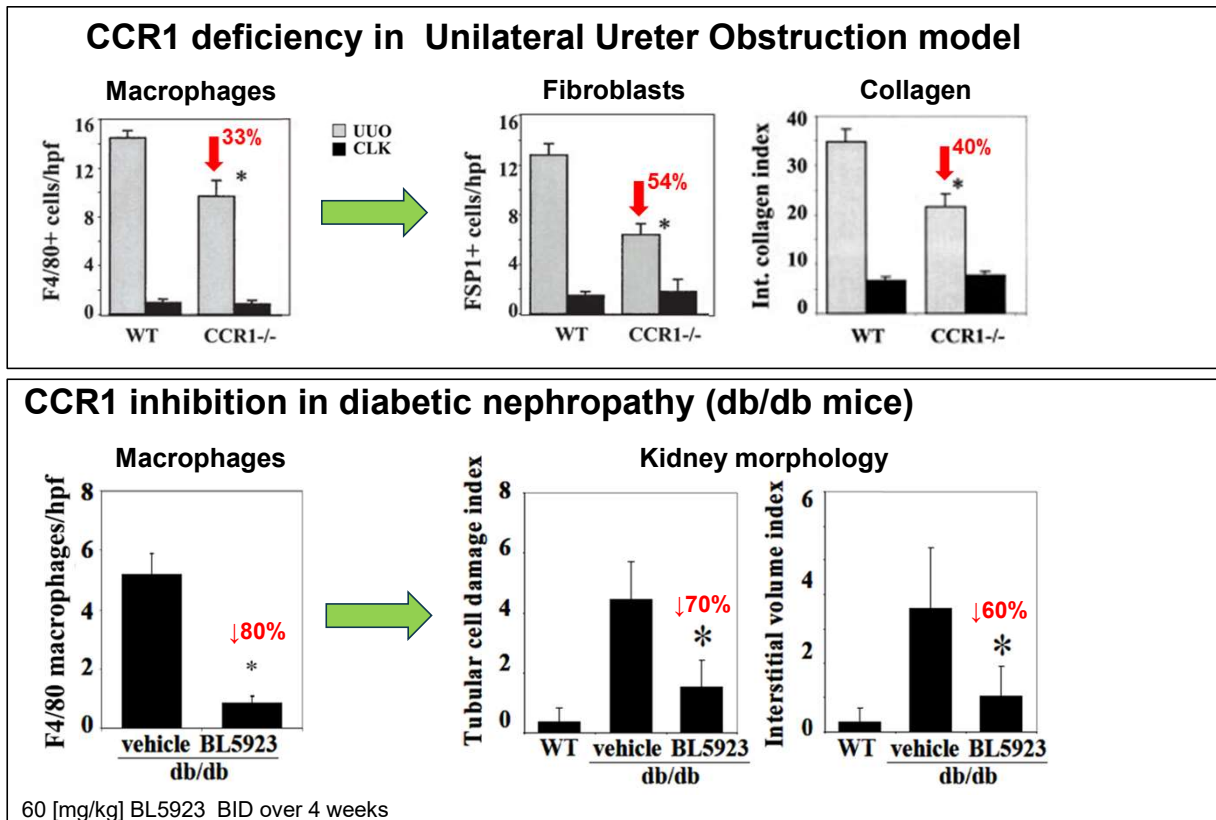 CCR1 deficiency in Unilateral Ureter Obstruction model
Macrophages
F4/80+ cells/hpf
16
12
8
4
0
33%
*
WT
CCR1-/-
UUO
CLK
Fibroblasts
FSP1+ cells/hpf
16
12
8
4
0
54%
*
WT
CCR1-/-
Collagen
Int. collagen index
40
30
20
10
0
40%
*
WT
CCR1-/-
CCR1 inhibition in diabetic nephropathy (db/db mice)
Macrophages
F4/80 macrophages/hpf
8
6
4
2
0
↓80%
*
vehicle BL5923
db/db
Kidney morphology
Tubular cell damage index
8
6
4
2
0
↓70%
*
WT vehicle BL5923
db/db
Interstitial volume index
6
4
2
0
↓60%
*
WT vehicle BL5923
db/db
60 [mg/kg] BL5923 BID over 4 weeks